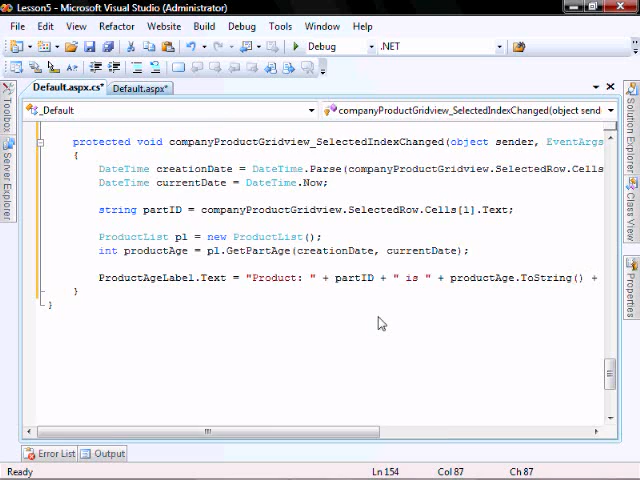 Lesson5 - Microsoft Visual Studio (Administrator)
File Edit View Refactor Website Build Debug Tools Test Window Help
Debug .NET
Default.aspx.cs* Default.aspx*
_Default companyProductGridview_SelectedIndexChanged(object send
protected void companyProductGridview_SelectedIndexChanged(object sender, EventArgs
{
DateTime creationDate = DateTime.Parse(companyProductGridview.SelectedRow.Cells
DateTime currentDate = DateTime.Now;
string partID = companyProductGridview.SelectedRow.Cells[1].Text;
ProductList pl = new ProductList();
int productAge = pl.GetPartAge(creationDate, currentDate);
ProductAgeLabel.Text = "Product: " + partID + " is " + productAge.ToString() +
}
}
Toolbox
Server Explorer
Solution Explorer
Class View
Properties
Error List Output
Ready Ln 154 Col 87 Ch 87